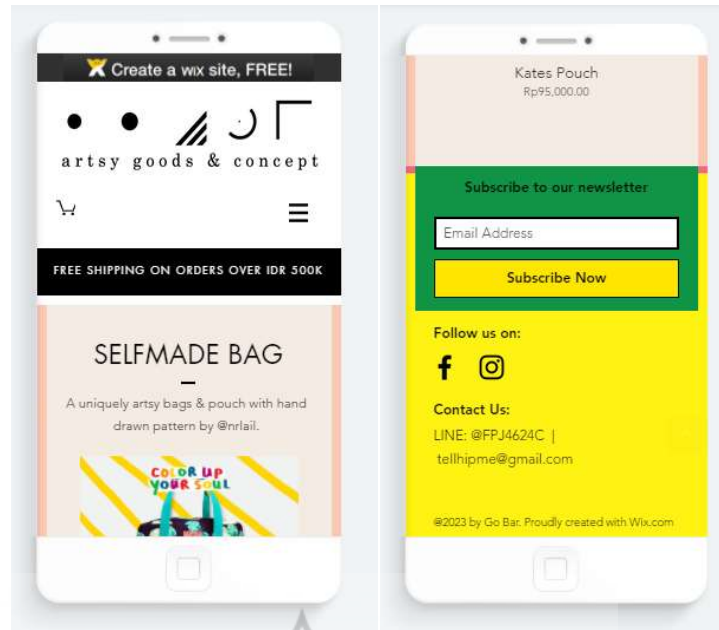 Create a WIX site, FREE!
artsy goods & concept
FREE SHIPPING ON ORDERS OVER IDR 500K
SELFMADE BAG
A uniquely artsy bags & pouch with hand
drawn pattern by @nrlail.
COLOR UP
YOUR SOUL
Kates Pouch
Rp95,000.00
Subscribe to our newsletter
Email Address
Subscribe Now
Follow us on:
Contact Us:
LINE: @FPJ4624C |
tellhipme@gmail.com
@2023 by Go Bar. Proudly created with Wix.com